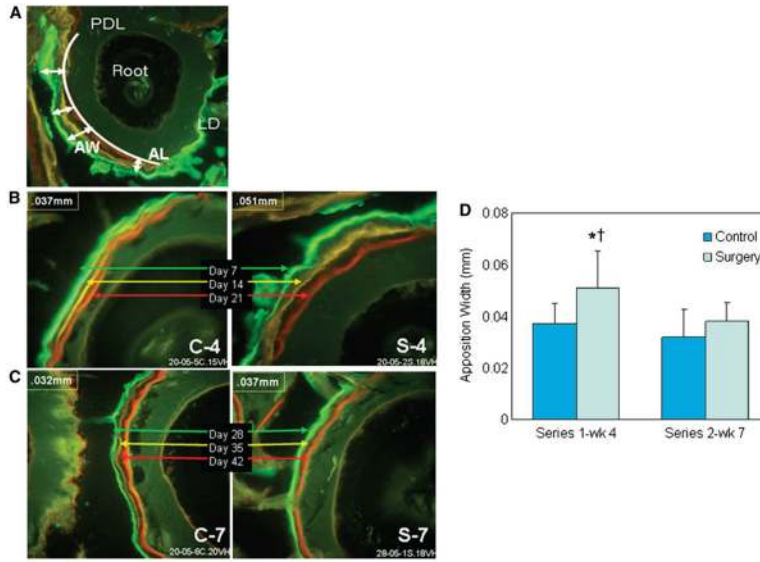 A
PDL
Root
LD
AW
AL
B
.037mm
.051mm
Day 7
Day 14
Day 21
C-4
20-05-5C.15VH
S-4
20-05-2S.18VH
C
.032mm
.037mm
Day 28
Day 35
Day 42
C-7
20-05-6C.20VH
S-7
28-05-1S.18VH
D
0.08
0.06
0.04
0.02
0
Apposition Width (mm)
Control
Surgery
*†
Series 1-wk 4
Series 2-wk 7